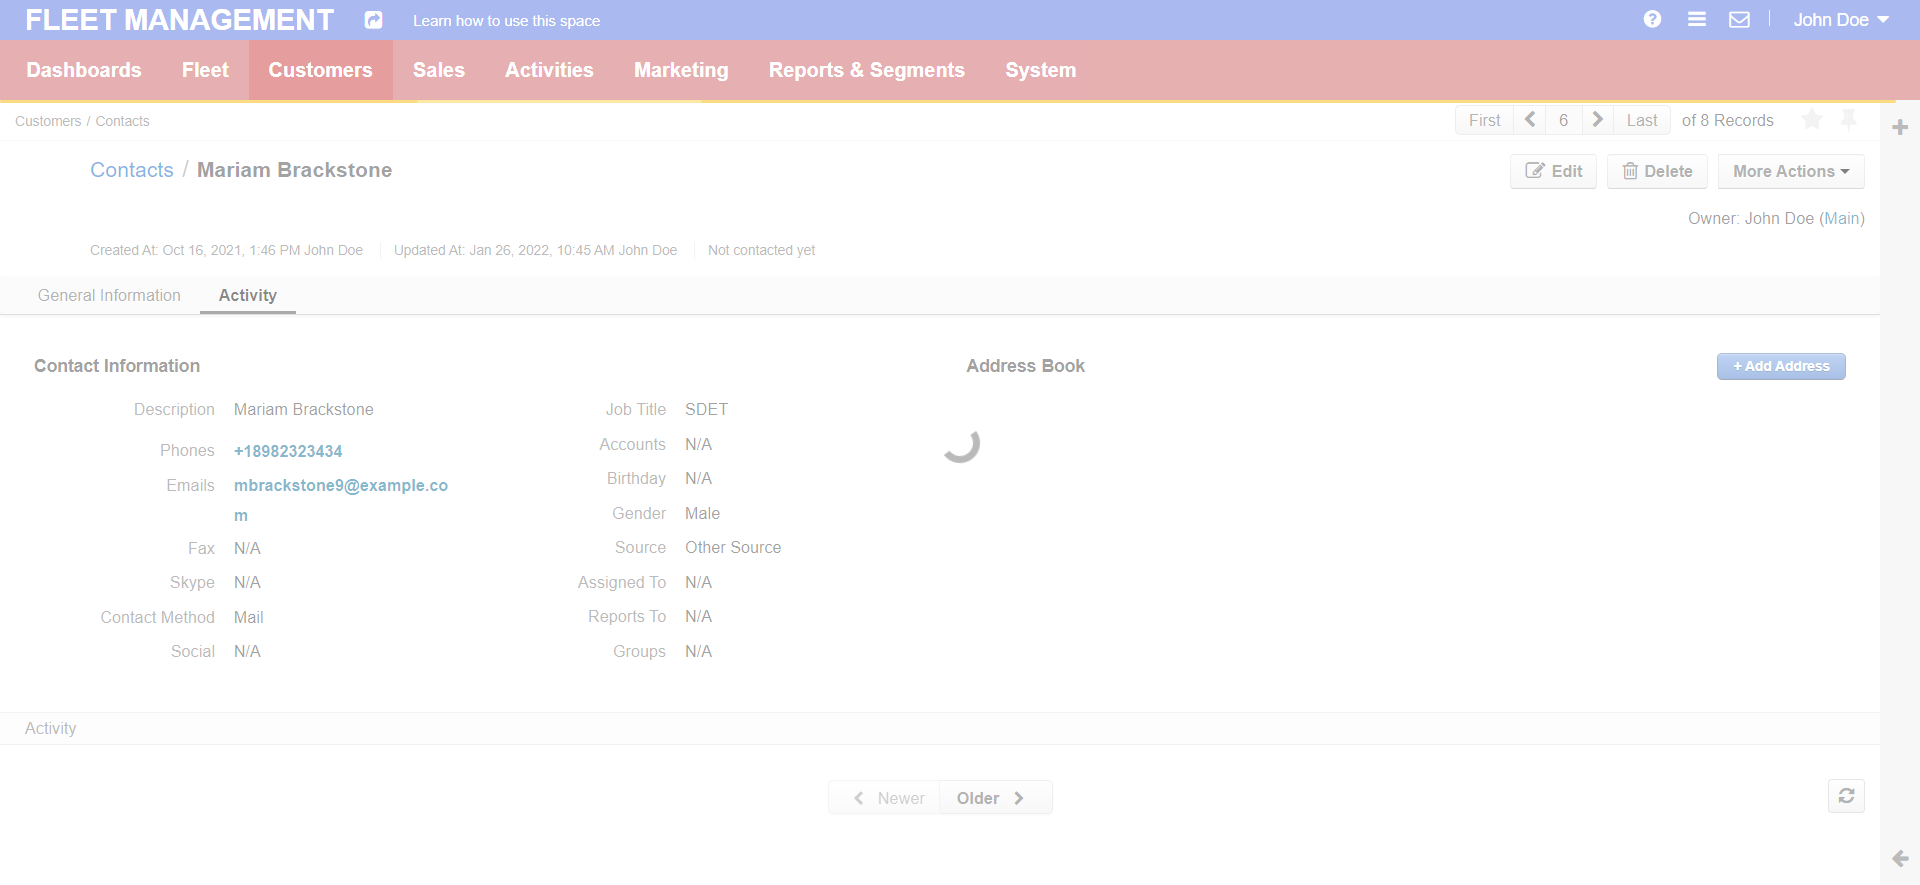 FLEET MANAGEMENT Learn how to use this space John Doe
Dashboards Fleet Customers Sales Activities Marketing Reports & Segments System
Customers / Contacts First 6 Last of 8 Records
Contacts / Mariam Brackstone Edit Delete More Actions
Owner: John Doe (Main)
Created At: Oct 16, 2021, 1:46 PM John Doe Updated At: Jan 26, 2022, 10:45 AM John Doe Not contacted yet
General Information Activity
Contact Information
Description Mariam Brackstone
Phones +18982323434
Emails mbrackstone9@example.co
m
Fax N/A
Skype N/A
Contact Method Mail
Social N/A
Job Title SDET
Accounts N/A
Birthday N/A
Gender Male
Source Other Source
Assigned To N/A
Reports To N/A
Groups N/A
Address Book + Add Address
Activity
Newer Older